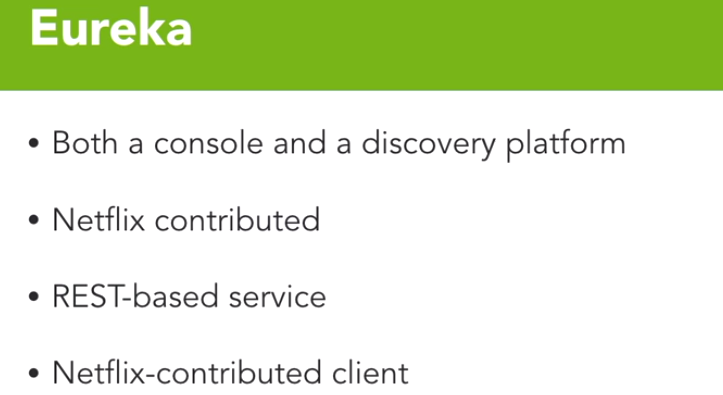 Eureka
• Both a console and a discovery platform
• Netflix contributed
• REST-based service
• Netflix-contributed client